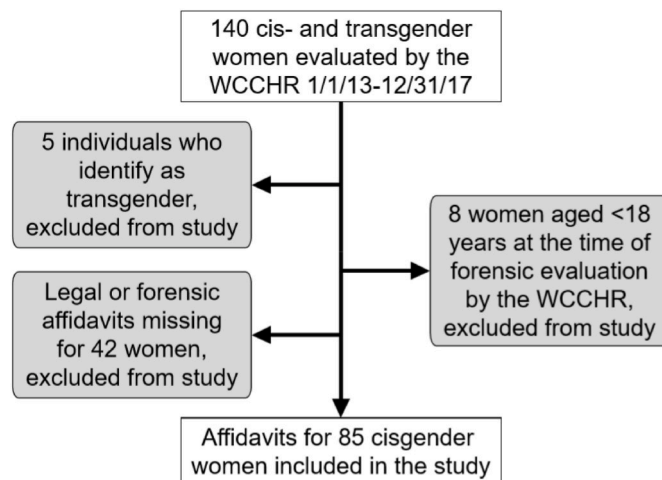 140 cis- and transgender
women evaluated by the
WCCHR 1/1/13-12/31/17
5 individuals who
identify as
transgender,
excluded from study
8 women aged <18
years at the time of
forensic evaluation
by the WCCHR,
excluded from study
Legal or forensic
affidavits missing
for 42 women,
excluded from study
Affidavits for 85 cisgender
women included in the study